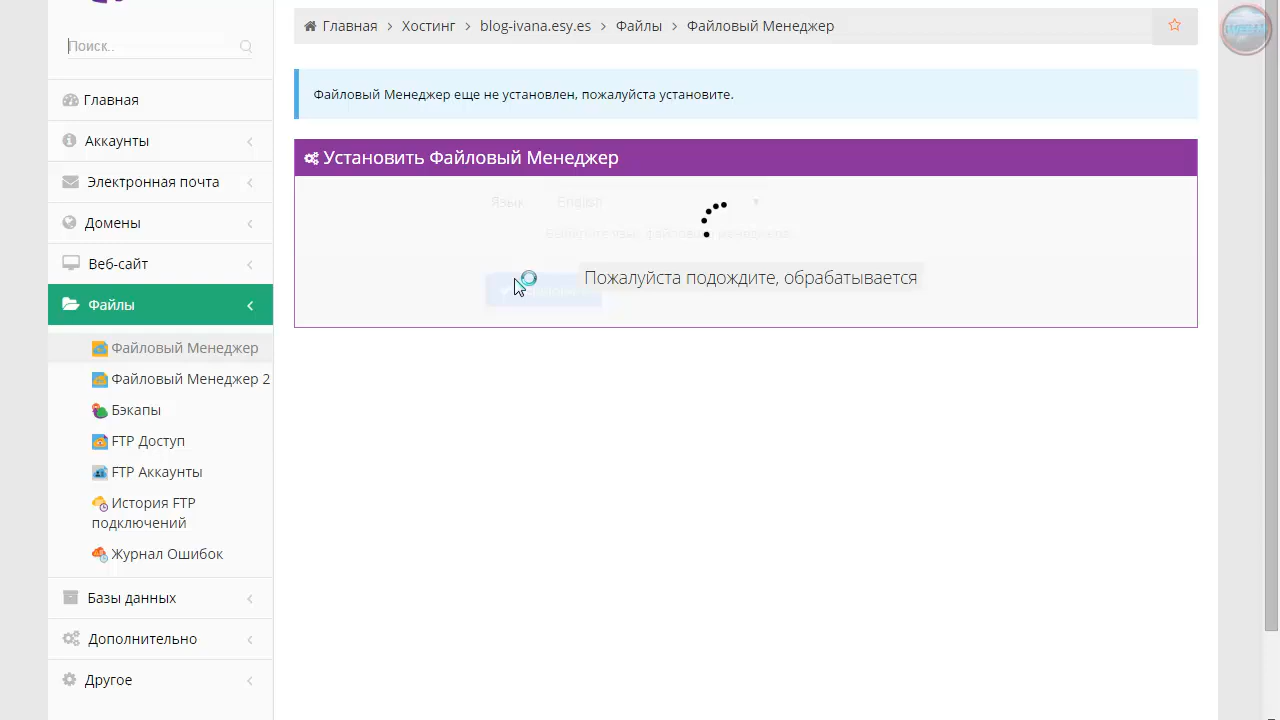 Поиск..
Главная
Аккаунты
Электронная почта
Домены
Веб-сайт
Файлы
Файловый Менеджер
Файловый Менеджер 2
Бэкапы
FTP Доступ
FTP Аккаунты
История FTP
подключений
Журнал Ошибок
Базы данных
Дополнительно
Другое
Главная > Хостинг > blog-ivana.esy.es > Файлы > Файловый Менеджер
Файловый Менеджер еще не установлен, пожалуйста установите.
Установить Файловый Менеджер
Язык English
Пожалуйста подождите, обрабатывается